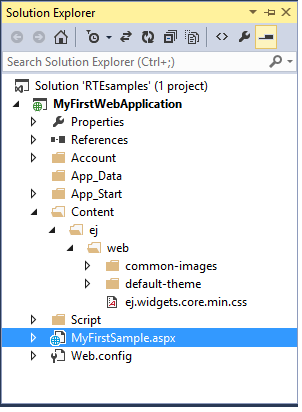 Solution Explorer
Search Solution Explorer (Ctrl+;)
Solution 'RTEsamples' (1 project)
MyFirstWebApplication
Properties
References
Account
App_Data
App_Start
Content
ej
web
common-images
default-theme
ej.widgets.core.min.css
Script
MyFirstSample.aspx
Web.config